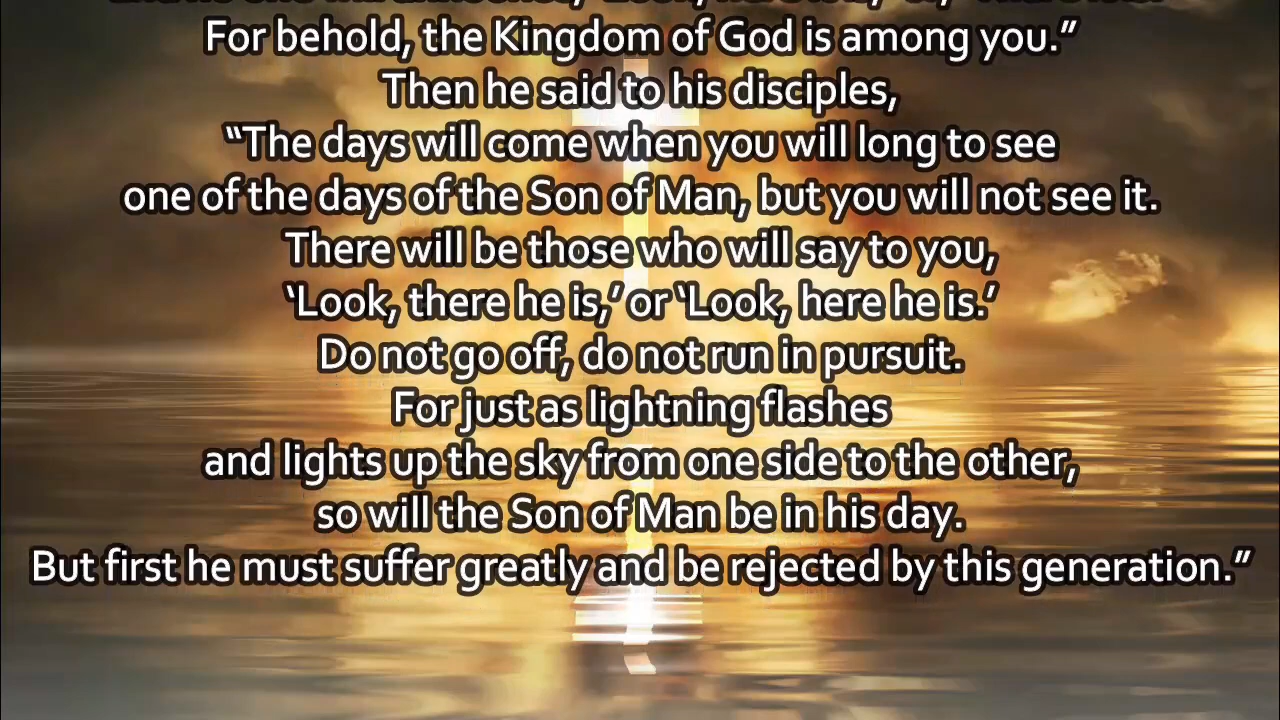 For behold, the Kingdom of God is among you.”
Then he said to his disciples,
“The days will come when you will long to see
one of the days of the Son of Man, but you will not see it.
There will be those who will say to you,
‘Look, there he is,’ or ‘Look, here he is.’
Do not go off, do not run in pursuit.
For just as lightning flashes
and lights up the sky from one side to the other,
so will the Son of Man be in his day.
But first he must suffer greatly and be rejected by this generation.”